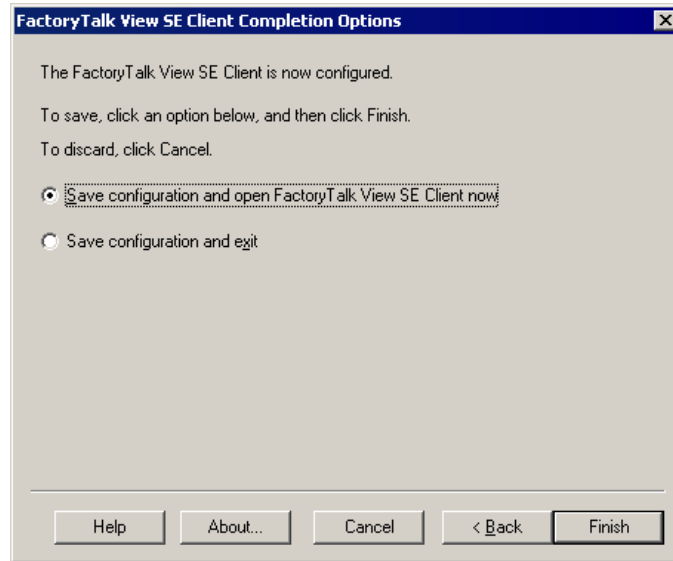 FactoryTalk View SE Client Completion Options
The FactoryTalk View SE Client is now configured.
To save, click an option below, and then click Finish.
To discard, click Cancel.
Save configuration and open FactoryTalk View SE Client now
Save configuration and exit
Help About... Cancel < Back Finish